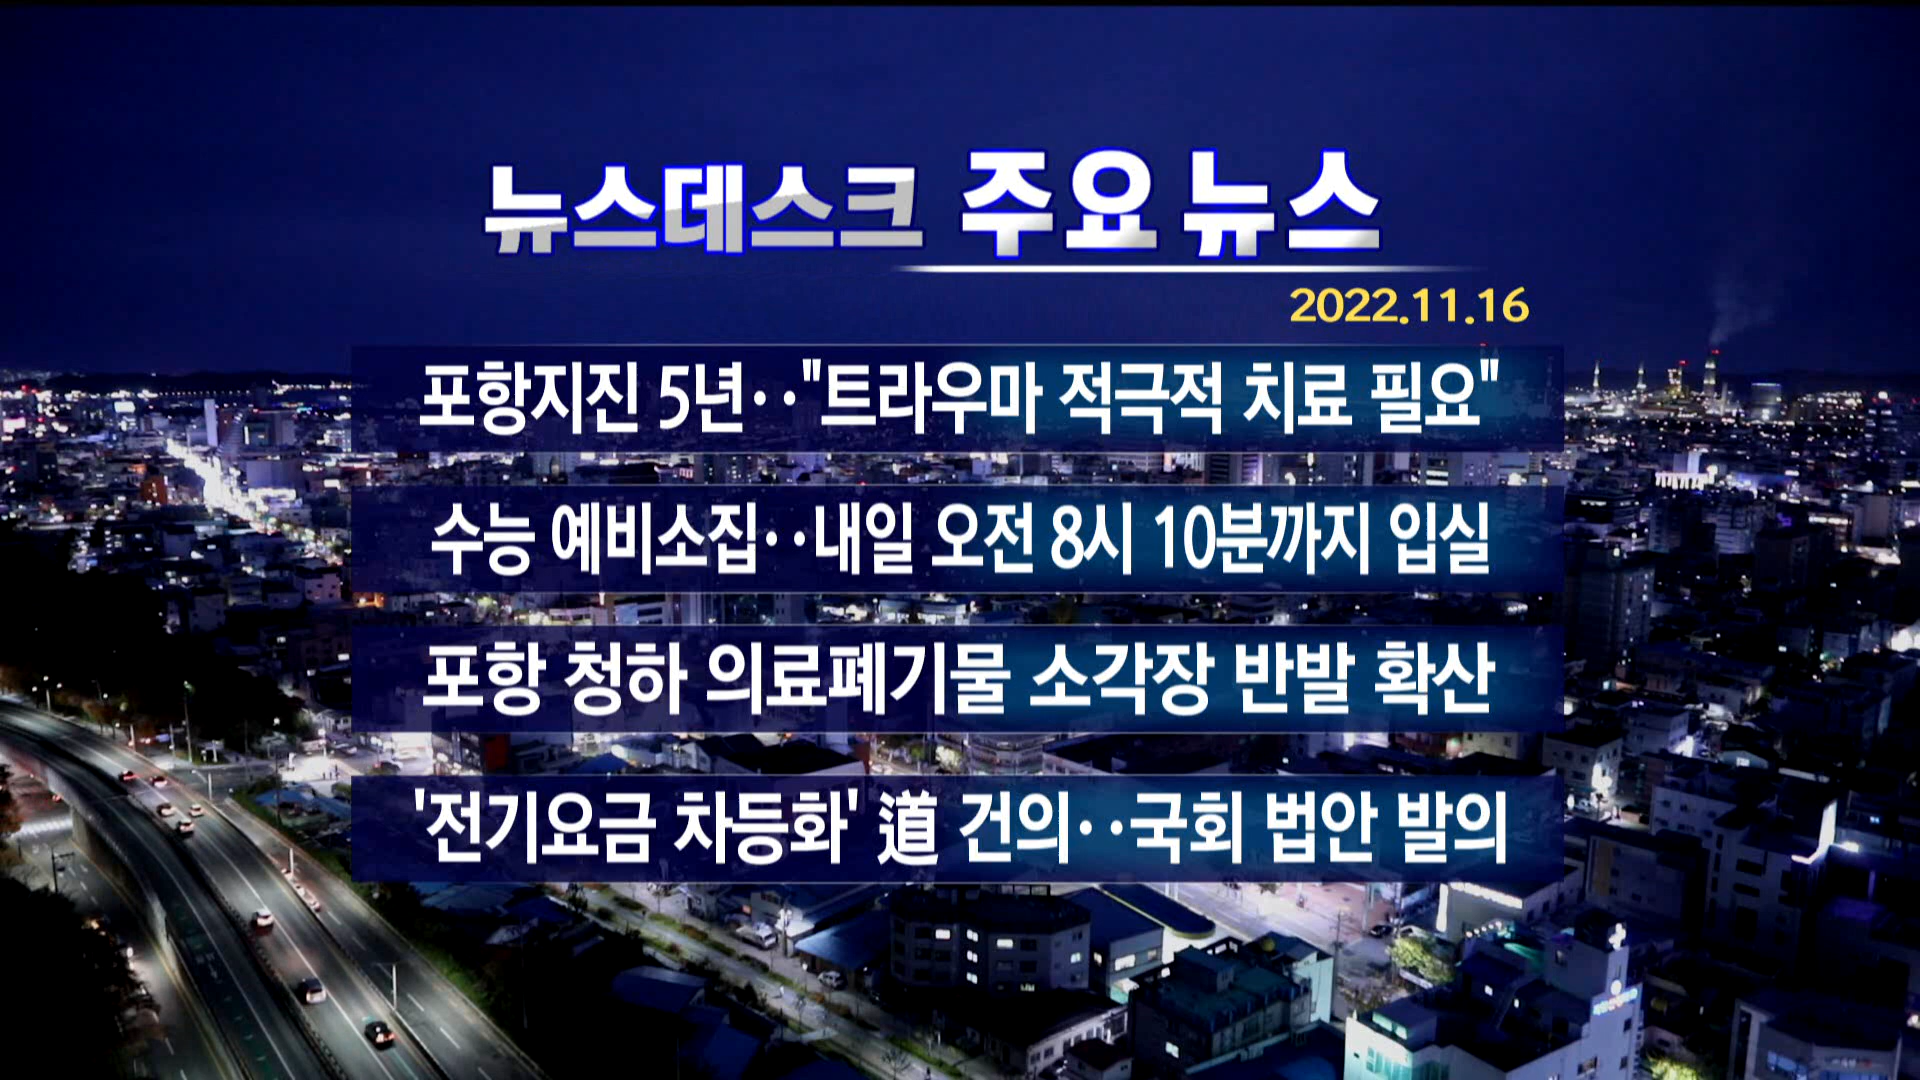 뉴스데스크 주요뉴스
2022.11.16
포항지진 5년‥"트라우마 적극적 치료 필요"
수능 예비소집‥내일 오전 8시 10분까지 입실
포항 청하 의료폐기물 소각장 반발 확산
'전기요금 차등화' 道 건의‥국회 법안 발의